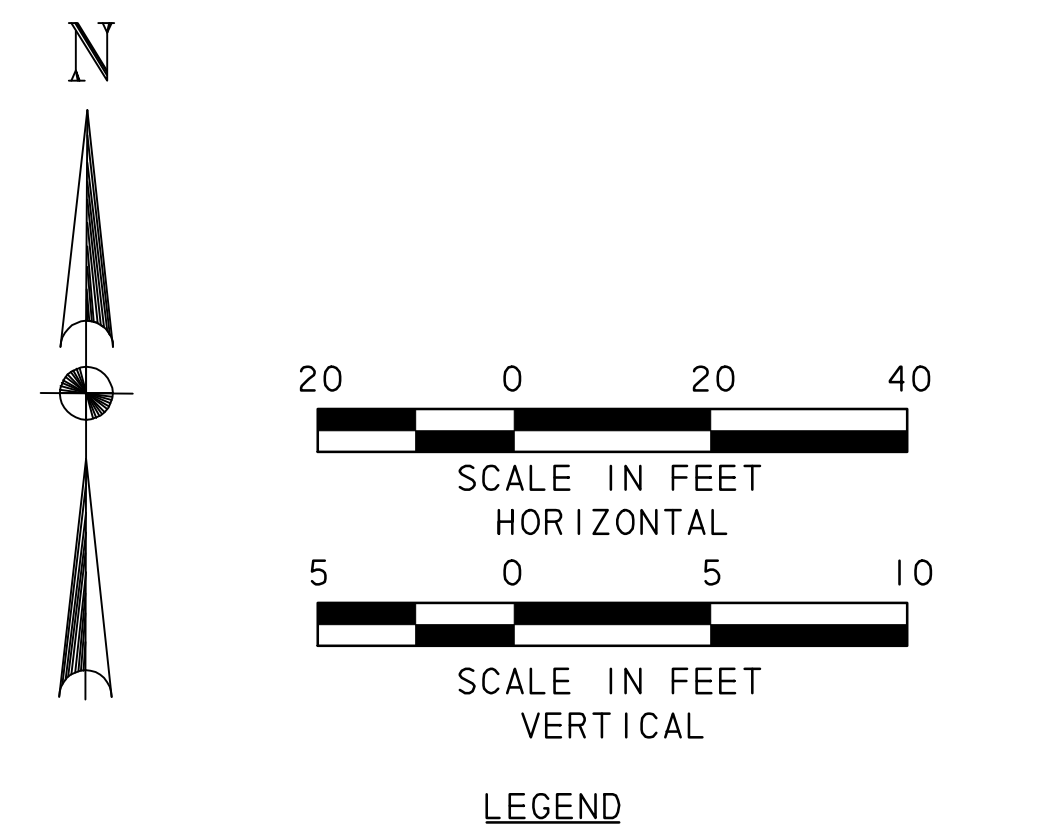 N
20 0 20 40
SCALE IN FEET
HORIZONTAL
5 0 5 10
SCALE IN FEET
VERTICAL
LEGEND